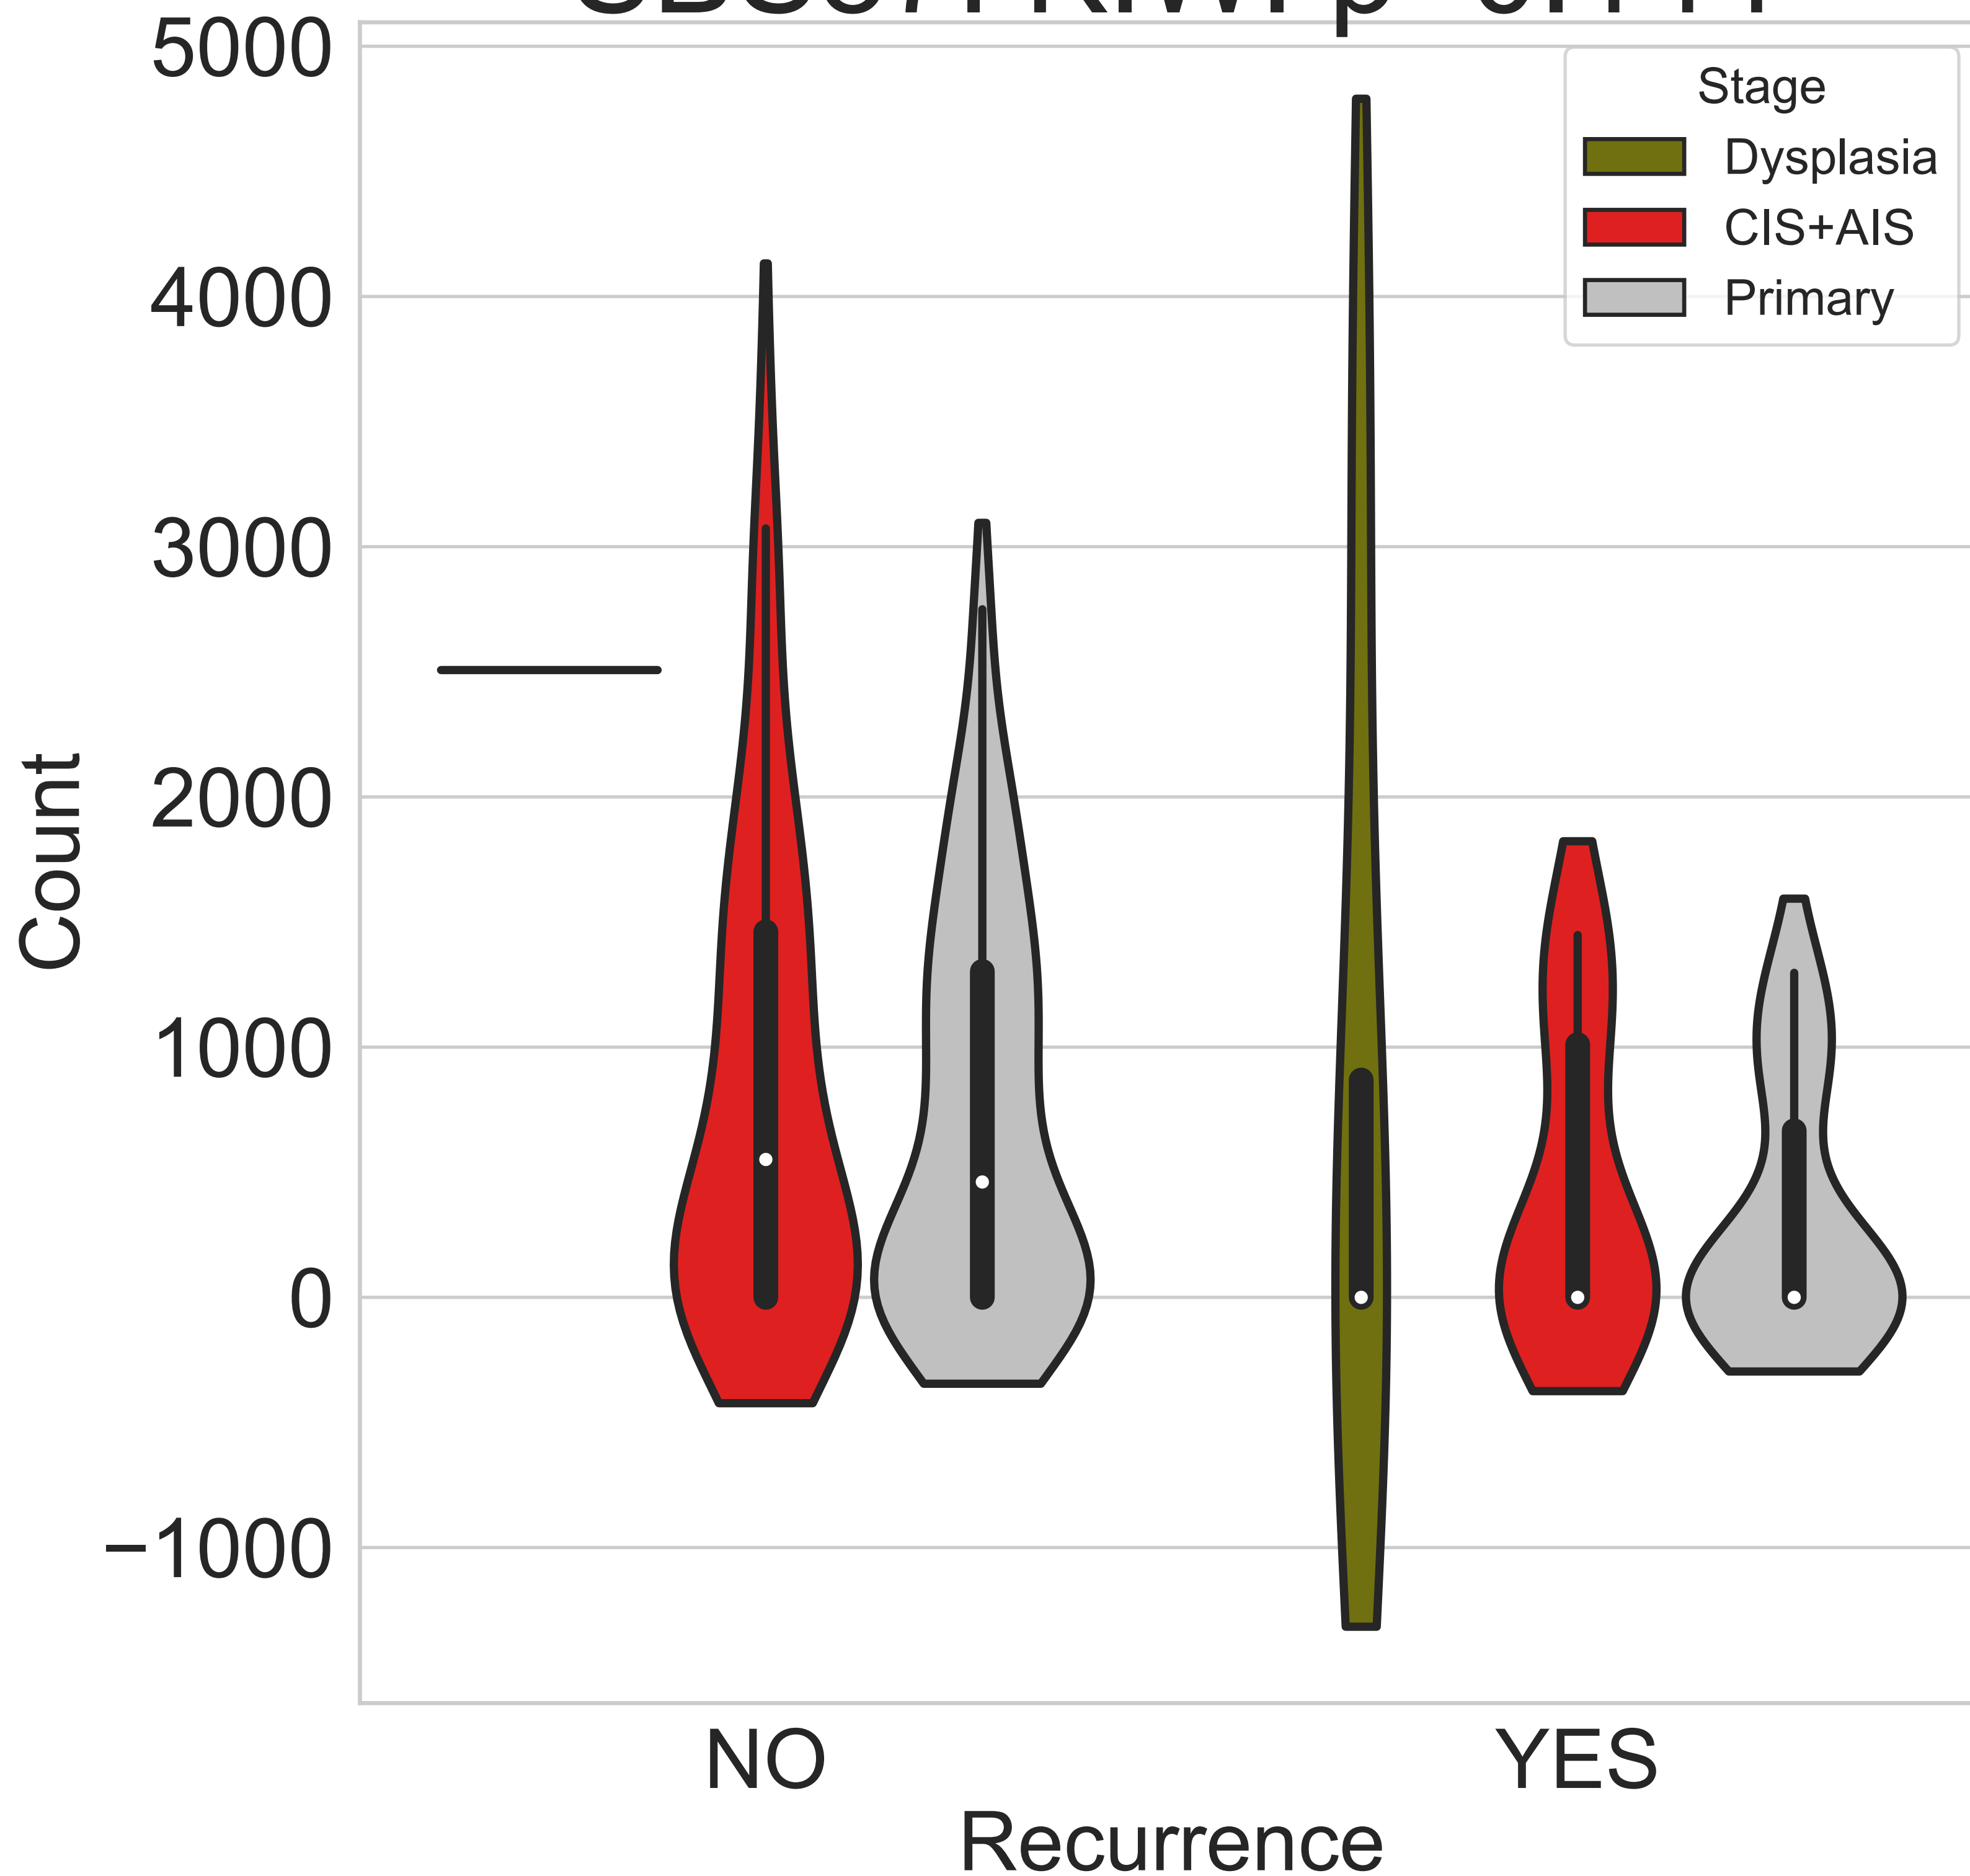 5000
4000
3000
2000
1000
0
−1000
Count
Stage
Dysplasia
CIS+AIS
Primary
NO
YES
Recurrence